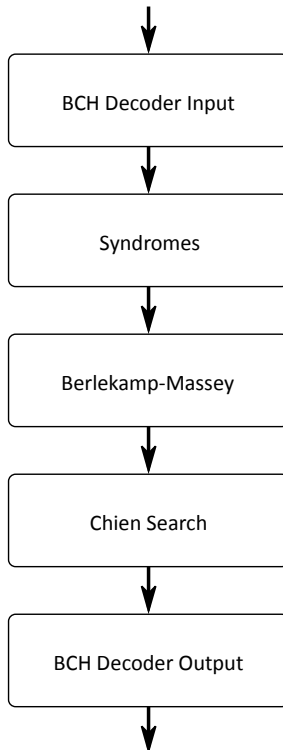 BCH Decoder Input
Syndromes
Berlekamp-Massey
Chien Search
BCH Decoder Output